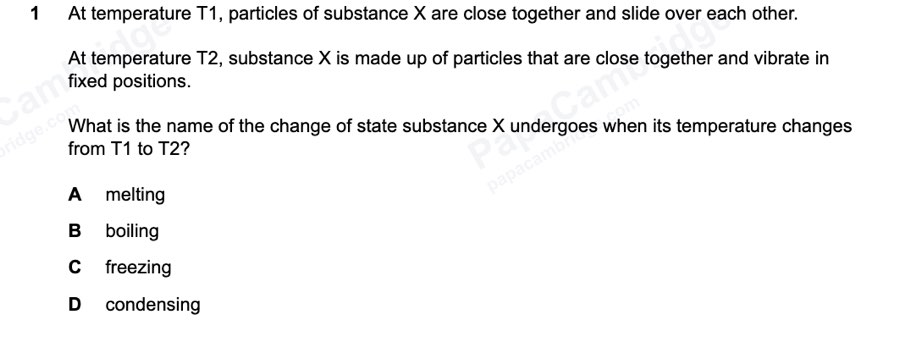 1 At temperature T1, particles of substance X are close together and slide over each other.
At temperature T2, substance X is made up of particles that are close together and vibrate in
fixed positions.
What is the name of the change of state substance X undergoes when its temperature changes
from T1 to T2?
A melting
B boiling
C freezing
D condensing